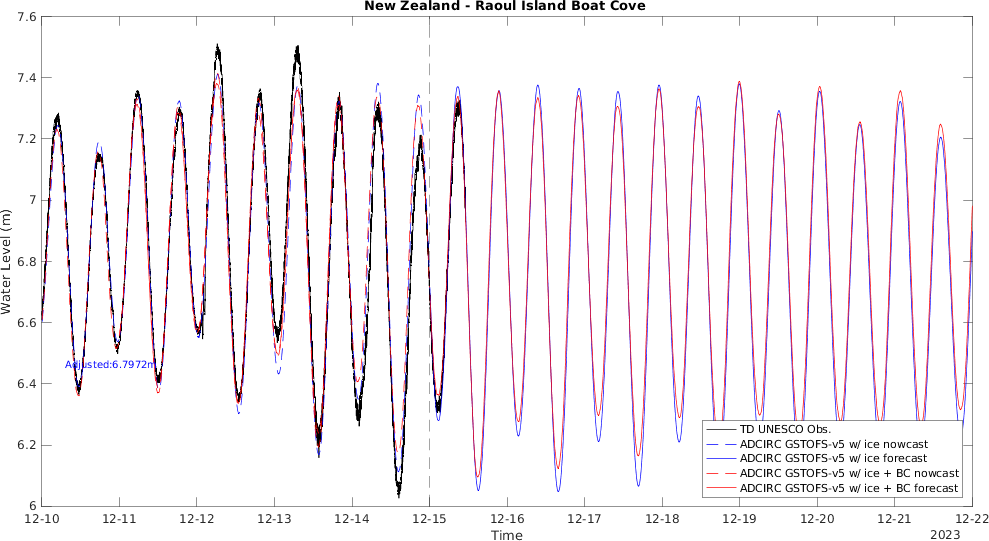 New Zealand - Raoul Island Boat Cove
7.6
7.4
7.2
7
6.8
6.6
6.4
6.2
6
Water Level (m)
Adjusted:6.7972m
TD UNESCO Obs.
ADCIRC GSTOFS-v5 w/ ice nowcast
ADCIRC GSTOFS-v5 w/ ice forecast
ADCIRC GSTOFS-v5 w/ ice + BC nowcast
ADCIRC GSTOFS-v5 w/ ice + BC forecast
12-10 12-11 12-12 12-13 12-14 12-15 12-16 12-17 12-18 12-19 12-20 12-21 12-22
Time
2023